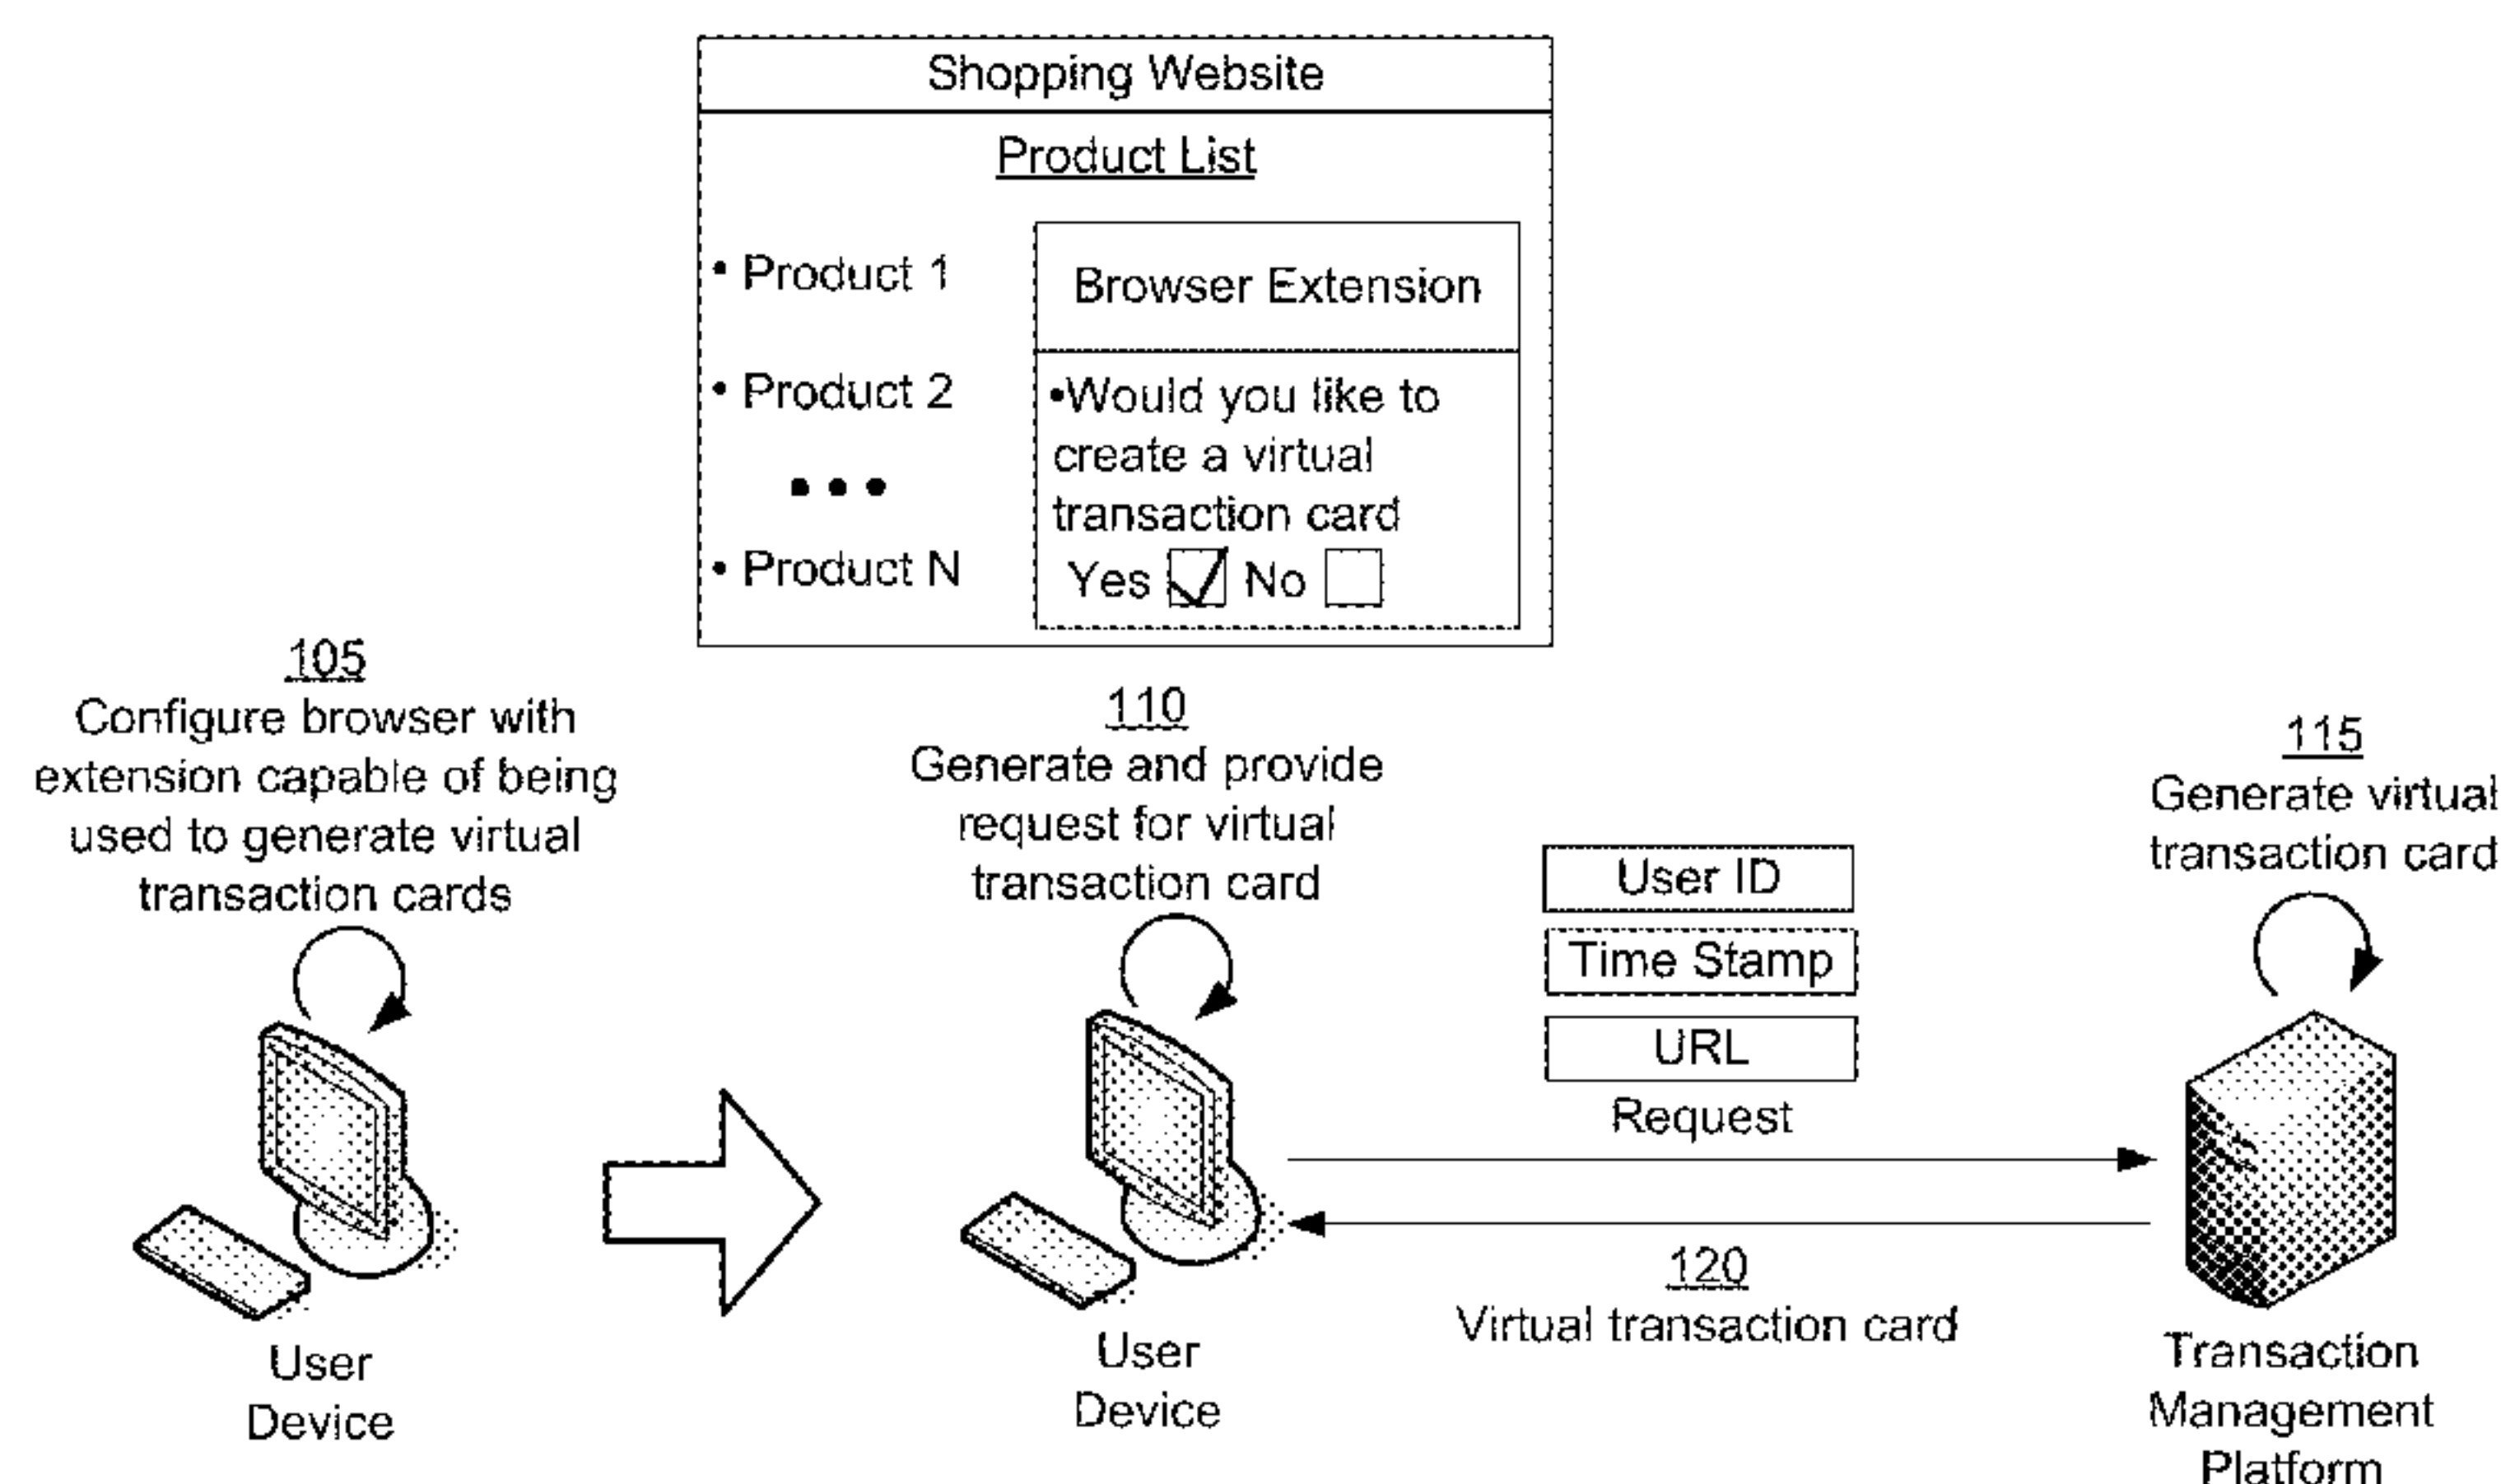 Shopping Website
Product List
• Product 1
• Product 2
• • •
• Product N
Browser Extension
•Would you like to
create a virtual
transaction card
Yes No
105
Configure browser with
extension capable of being
used to generate virtual
transaction cards
User
Device
110
Generate and provide
request for virtual
transaction card
User
Device
User ID
Time Stamp
URL
Request
120
Virtual transaction card
115
Generate virtual
transaction card
Transaction
Management
Platform